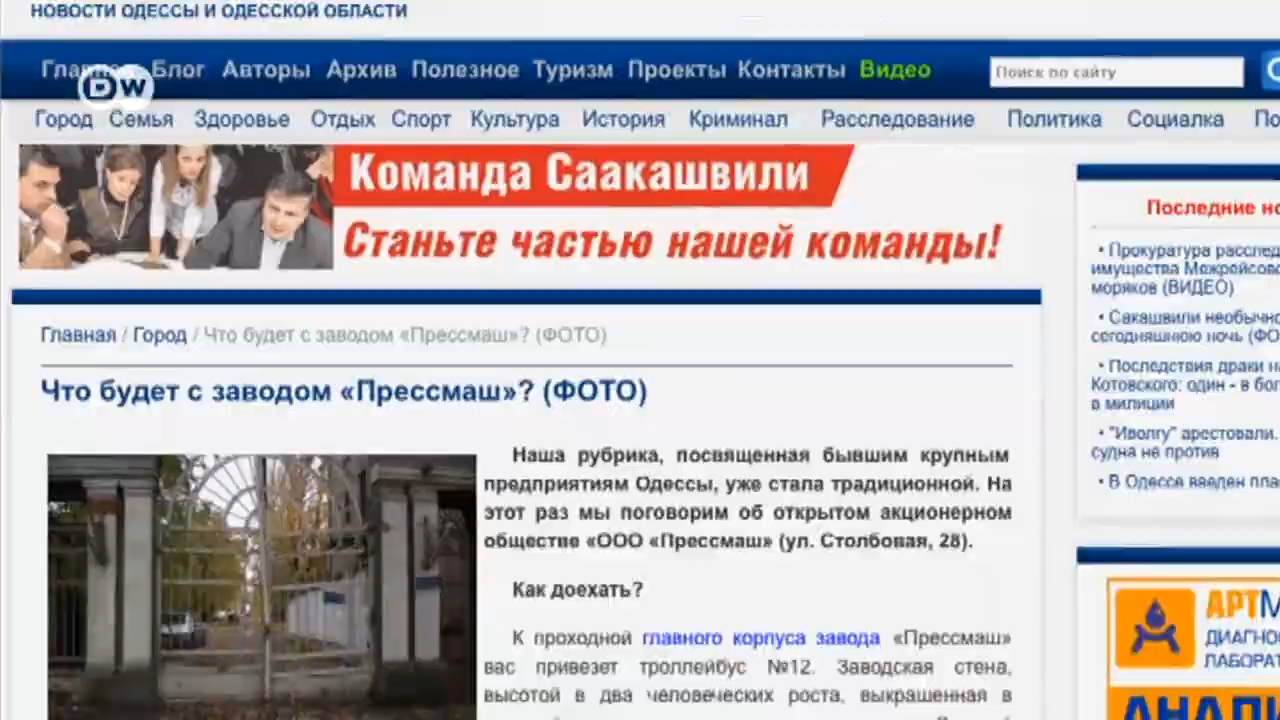 НОВОСТИ ОДЕССЫ И ОДЕССКОЙ ОБЛАСТИ
Блог Авторы Архив Полезное Туризм Проекты Контакты Видео
Поиск по сайту
DW
Город Семья Здоровье Отдых Спорт Культура История Криминал Расследование Политика Социалка
Команда Саакашвили
Станьте частью нашей команды!
Главная / Город / Что будет с заводом «Прессмаш»? (ФОТО)
Что будет с заводом «Прессмаш»? (ФОТО)
Наша рубрика, посвященная бывшим крупным
предприятиям Одессы, уже стала традиционной. На
этот раз мы поговорим об открытом акционерном
обществе «ООО «Прессмаш» (ул. Столбовая, 28).
Как доехать?
К проходной главного корпуса завода «Прессмаш»
вас привезет троллейбус №12. Заводская стена,
высотой в два человеческих роста, выкрашенная в
Последние
• Прокуратура
имущества
моряков (ВИДЕО)
• Сакашвили
сегодняшнюю ночь
• Последствия драки
Котовского: один - в
в милиции
• "Иволгу" арестовали.
судна не против
• В Одессе введен
АРТ